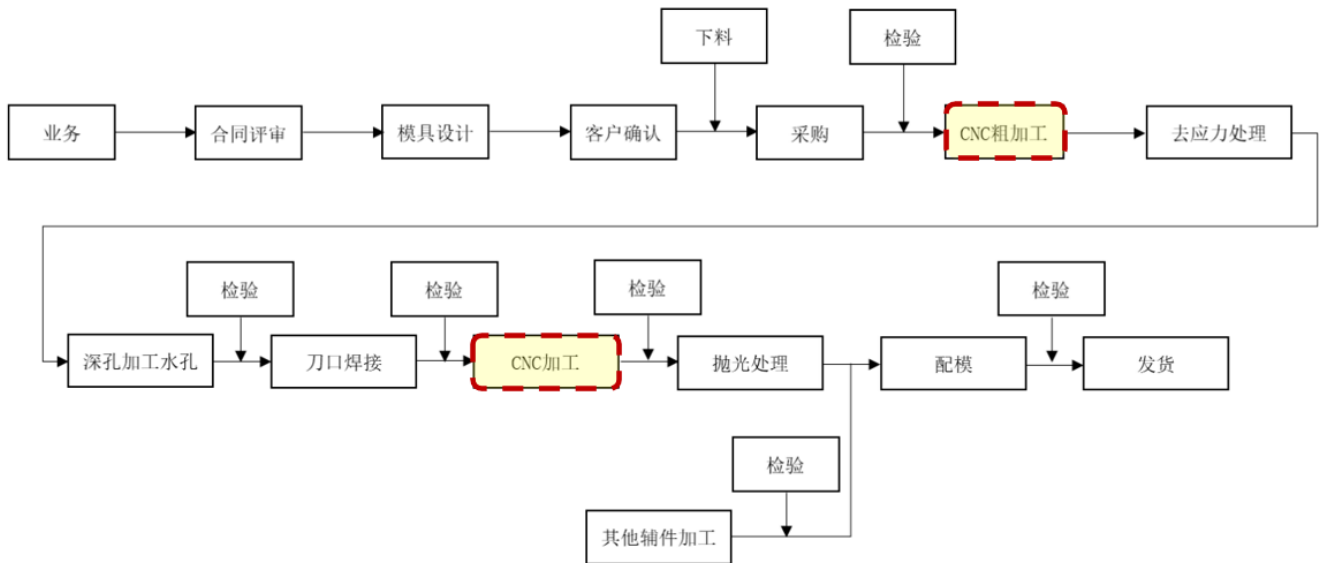 下料
检验
业务
合同评审
模具设计
客户确认
采购
CNC粗加工
去应力处理
检验
检验
检验
检验
深孔加工水孔
刀口焊接
CNC加工
抛光处理
配模
发货
检验
其他辅件加工